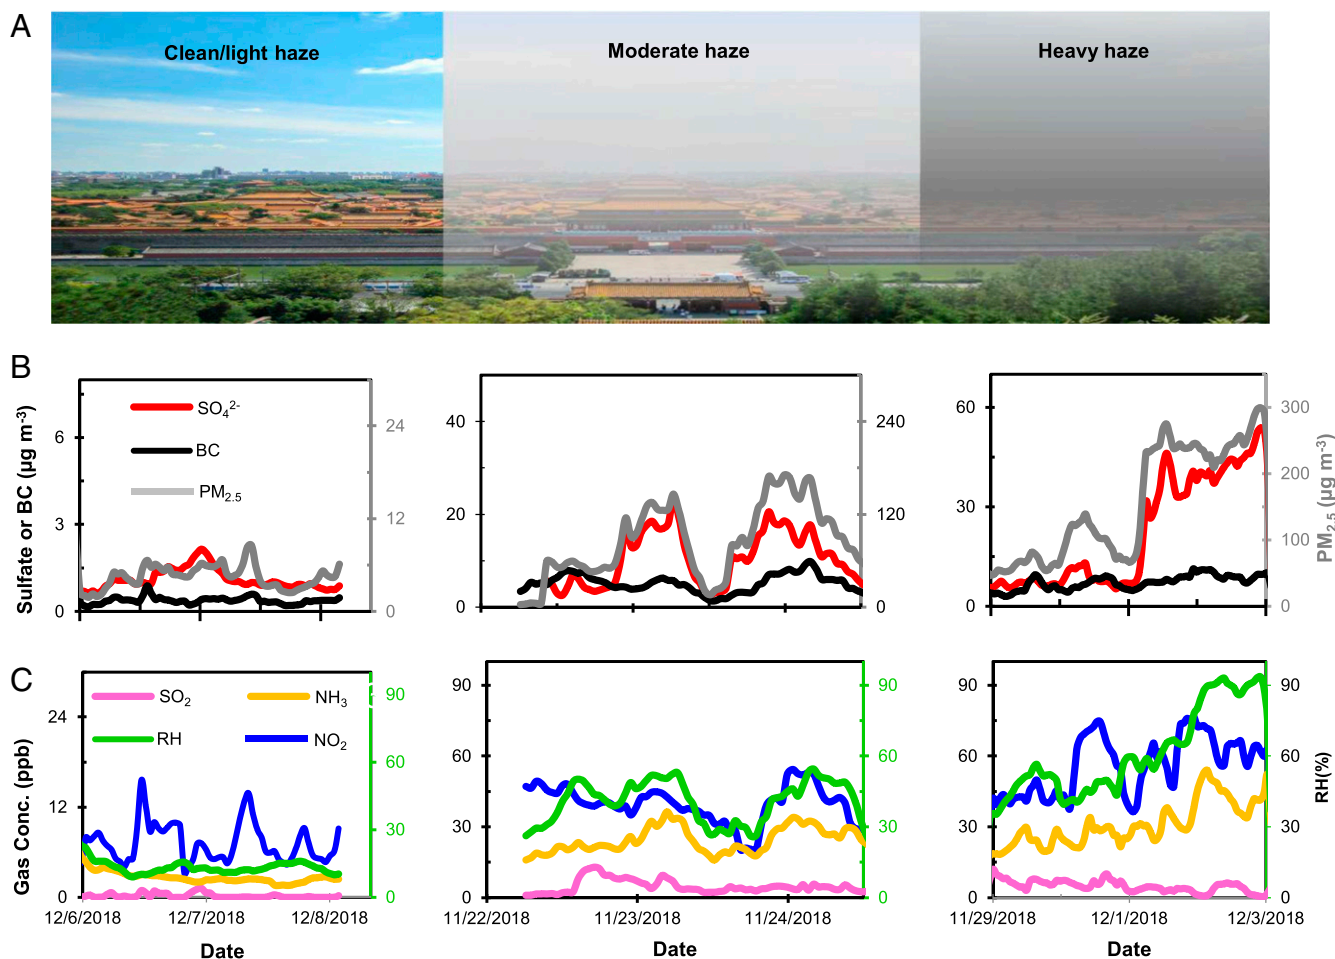 A
Clean/light haze
Moderate haze
Heavy haze
B
Sulfate or BC (μg m⁻³)
6
3
0
SO₄²⁻
BC
PM₂.₅
24
12
0
40
20
0
240
120
0
60
30
0
300
200
100
0
PM₂.₅ (μg m⁻³)
C
Gas Conc. (ppb)
24
12
0
SO₂
NH₃
RH
NO₂
90
60
30
0
90
60
30
0
90
60
30
0
90
60
30
0
90
60
30
0
RH(%)
12/6/2018
12/7/2018
12/8/2018
11/22/2018
11/23/2018
11/24/2018
11/29/2018
12/1/2018
12/3/2018
Date
Date
Date